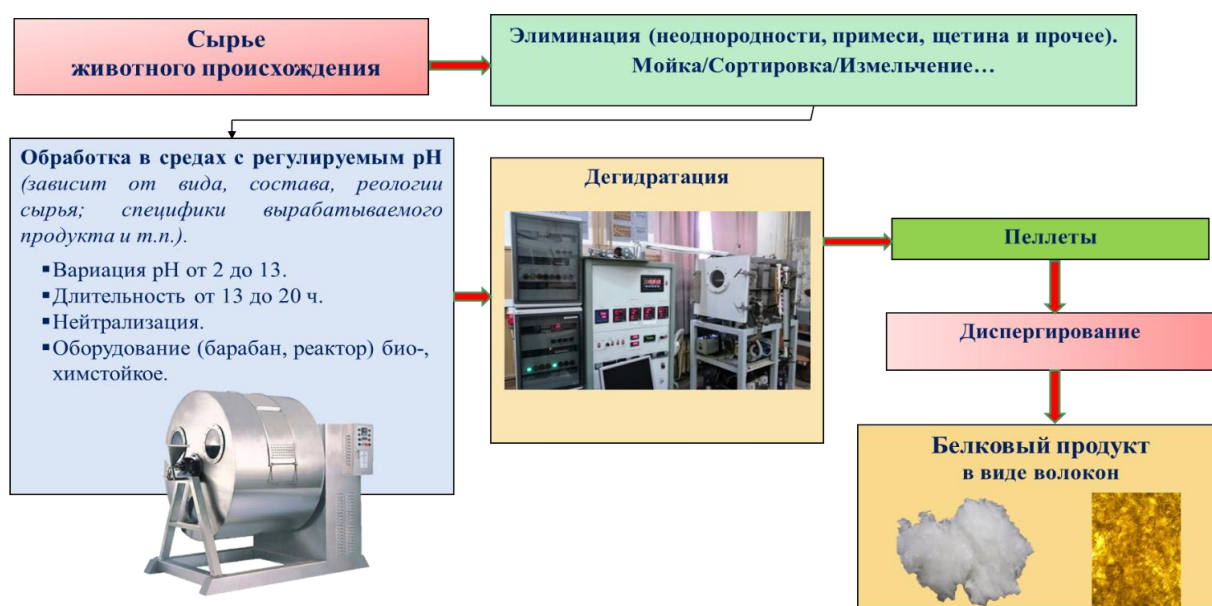 Сырье
животного происхождения
Элиминация (неоднородности, примеси, щетина и прочее).
Мойка/Сортировка/Измельчение…
Обработка в средах с регулируемым pH
(зависит от вида, состава, реологии
сырья; специфики вырабатываемого
продукта и т.п.).
▪Вариация pH от 2 до 13.
▪Длительность от 13 до 20 ч.
▪Нейтрализация.
▪Оборудование (барабан, реактор) био-,
химстойкое.
Дегидратация
Пеллеты
Диспергирование
Белковый продукт
в виде волокон